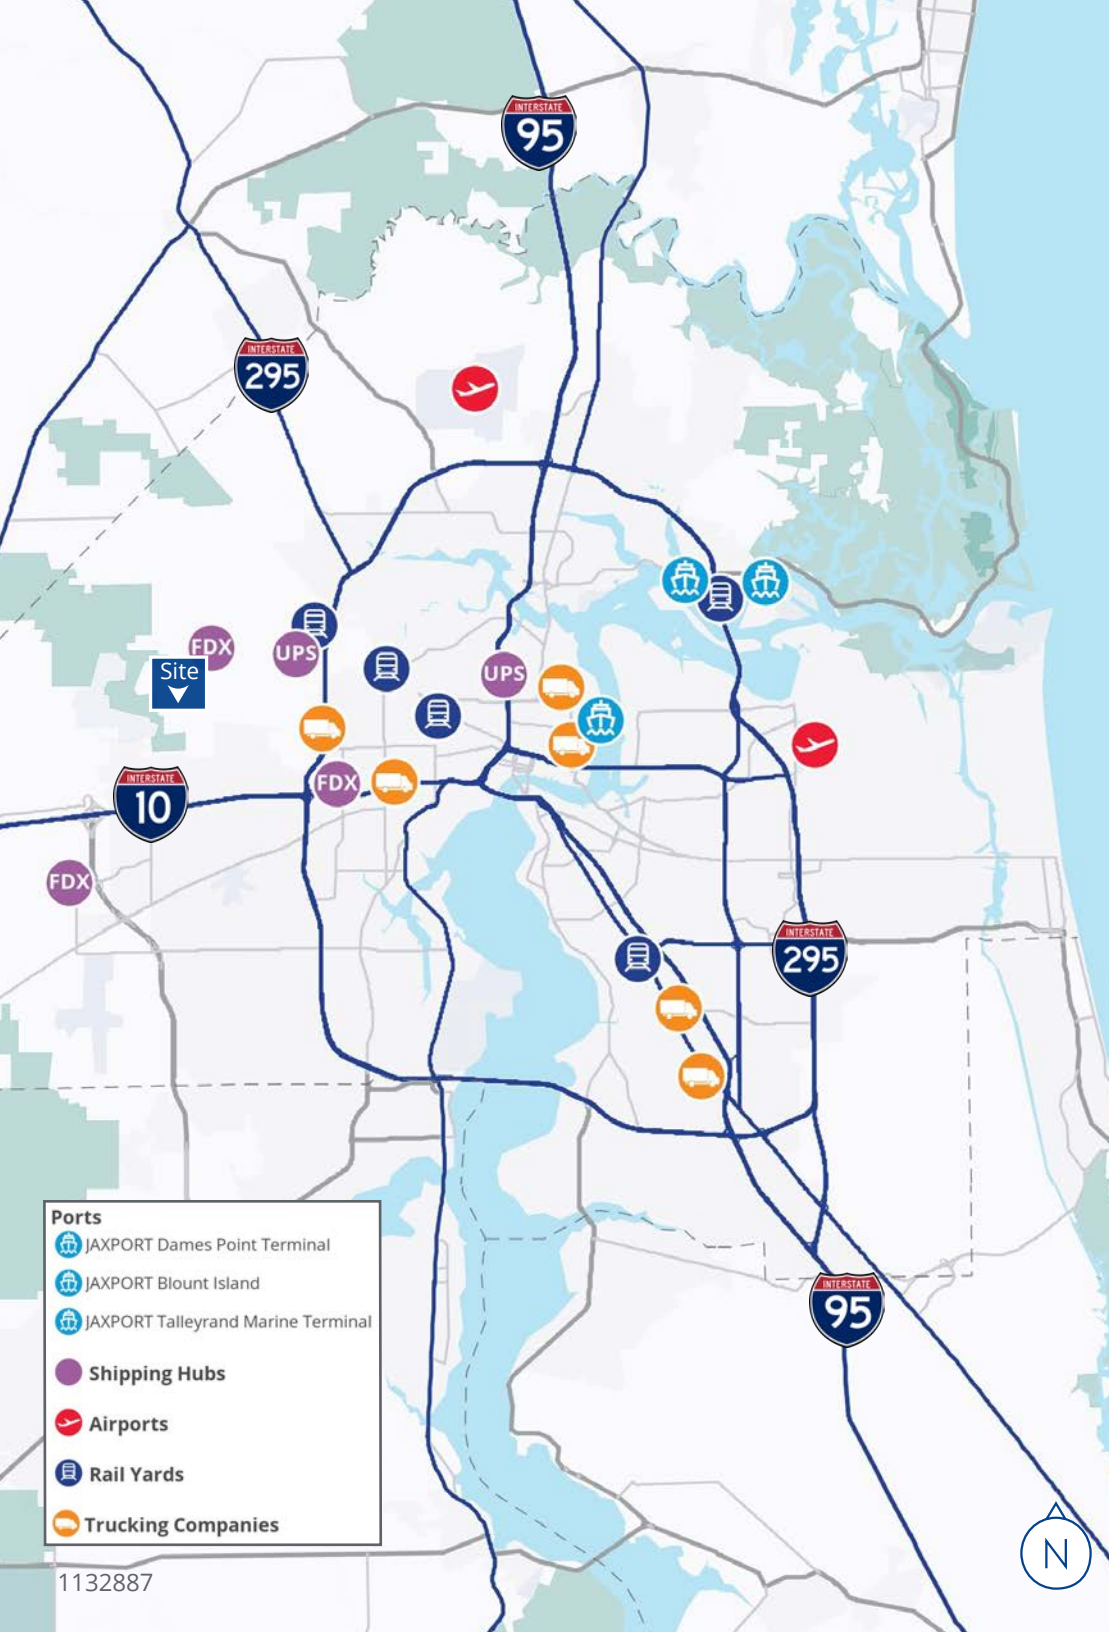 INTERSTATE
95
INTERSTATE
295
FDX
UPS
Site
UPS
INTERSTATE
10
FDX
FDX
INTERSTATE
295
INTERSTATE
95
Ports
JAXPORT Dames Point Terminal
JAXPORT Blount Island
JAXPORT Talleyrand Marine Terminal
Shipping Hubs
Airports
Rail Yards
Trucking Companies
N
1132887